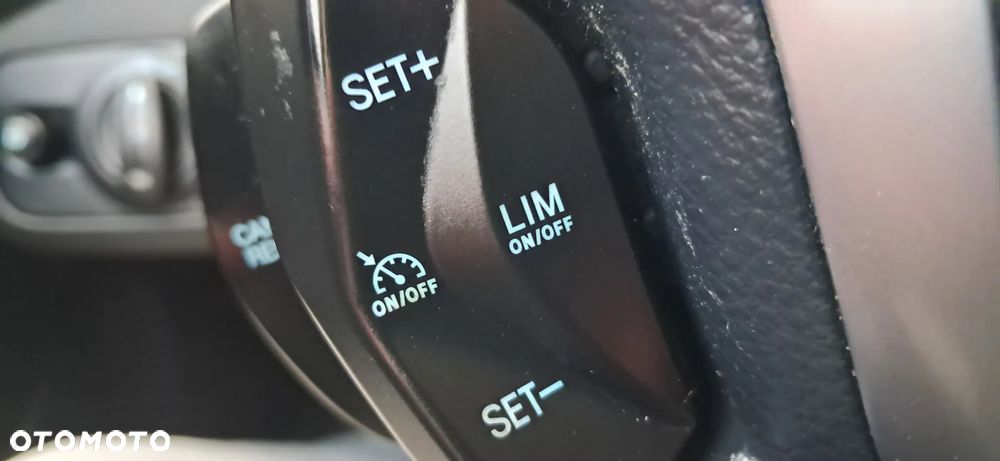 SET+
LIM
ON/OFF
ON/OFF
SET-
OTOMOTO